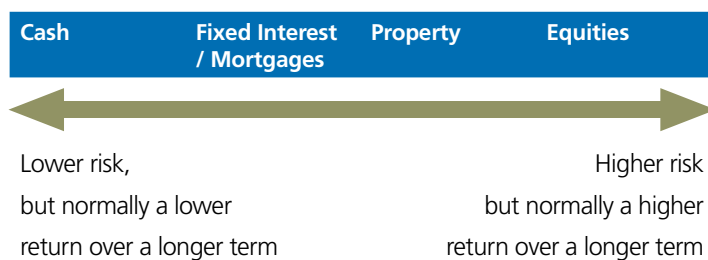 Cash Fixed Interest Property Equities
/ Mortgages
Lower risk, Higher risk
but normally a lower but normally a higher
return over a longer term return over a longer term